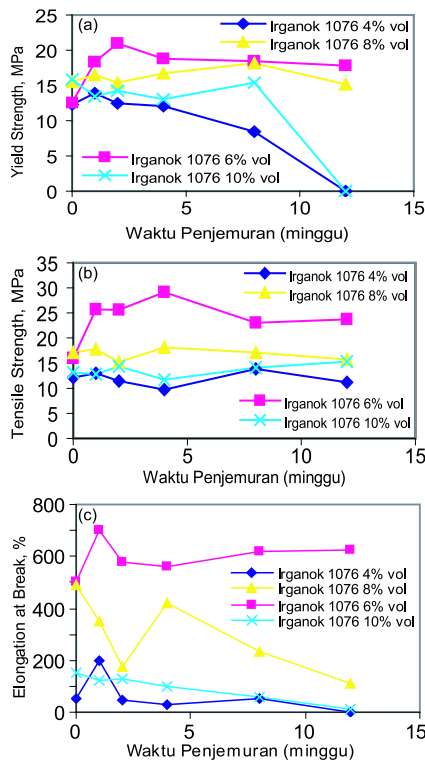 (a)
Irganok 1076 4% vol
Irganok 1076 8% vol
Yield Strength, MPa
25
20
15
10
5
0
Irganok 1076 6% vol
Irganok 1076 10% vol
0 5 10 15
Waktu Penjemuran (minggu)
(b)
Irganok 1076 4% vol
Irganok 1076 8% vol
Tensile Strength, MPa
35
30
25
20
15
10
5
0
Irganok 1076 6% vol
Irganok 1076 10% vol
0 5 10 15
Waktu Penjemuran (minggu)
(c)
Elongation at Break, %
800
600
400
200
0
Irganok 1076 4% vol
Irganok 1076 8% vol
Irganok 1076 6% vol
Irganok 1076 10% vol
0 5 10 15
Waktu Penjemuran (minggu)